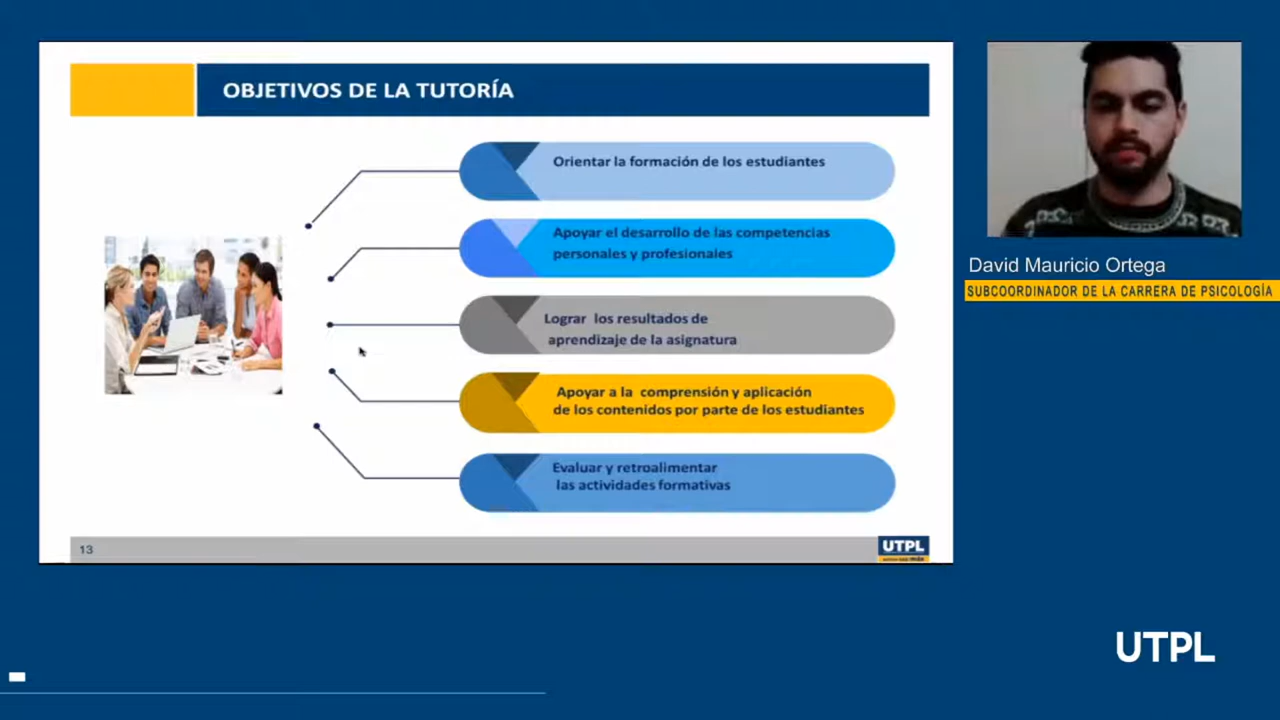 OBJETIVOS DE LA TUTORÍA
Orientar la formación de los estudiantes
Apoyar el desarrollo de las competencias
personales y profesionales
Lograr los resultados de
aprendizaje de la asignatura
Apoyar a la comprensión y aplicación
de los contenidos por parte de los estudiantes
Evaluar y retroalimentar
las actividades formativas
13
UTPL
David Mauricio Ortega
SUBCOORDINADOR DE LA CARRERA DE PSICOLOGÍA
UTPL